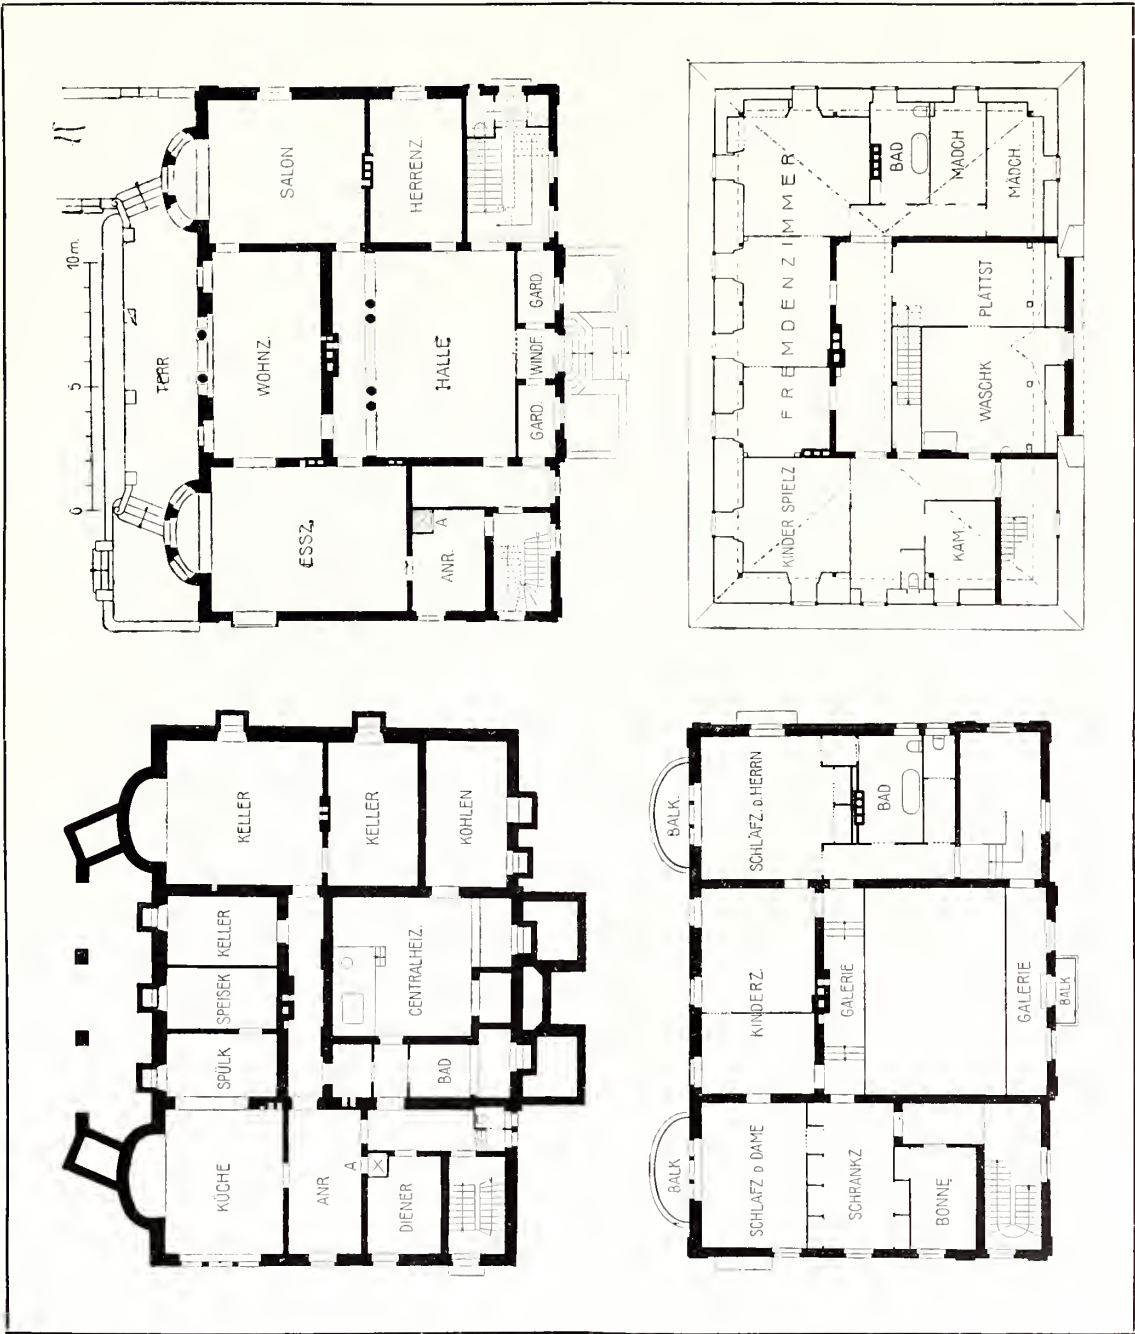 SALON
HERRENZ.
10 m.
5
0
TERR
WOHNZ.
HALLE
GARD.
WINDF.
GARD.
ESSZ.
ANR.
A
BAD
MÄDCH
MÄDCH.
FREMDENZIMMER
PLÄTTST
WASCHK
KINDER SPIELZ
KAM
KELLER
KELLER
KOHLEN
KELLER
SPEISEK
SPÜLK
CENTRALHEIZ.
BAD
KÜCHE
ANR
A
DIENER
BALK.
SCHLAFZ. D. HERRN
BAD
KINDERZ.
GALERIE
GALERIE
BALK
BALK
SCHLAFZ D DAME
SCHRANKZ
BONNE